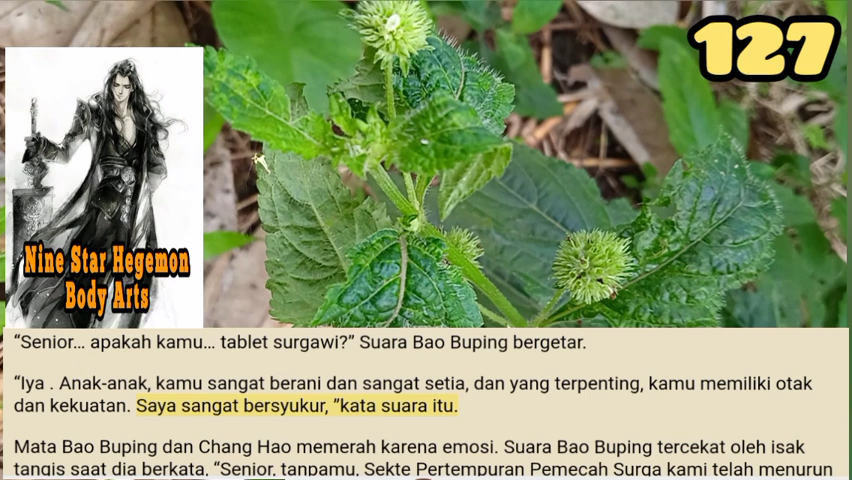 127
Nine Star Hegemon
Body Arts
“Senior… apakah kamu… tablet surgawi?” Suara Bao Buping bergetar.
“Iya . Anak-anak, kamu sangat berani dan sangat setia, dan yang terpenting, kamu memiliki otak
dan kekuatan. Saya sangat bersyukur, ”kata suara itu.
Mata Bao Buping dan Chang Hao memerah karena emosi. Suara Bao Buping tercekat oleh isak
tangis saat dia berkata, “Senior, tanpamu, Sekte Pertempuran Pemecah Surga kami telah menurun